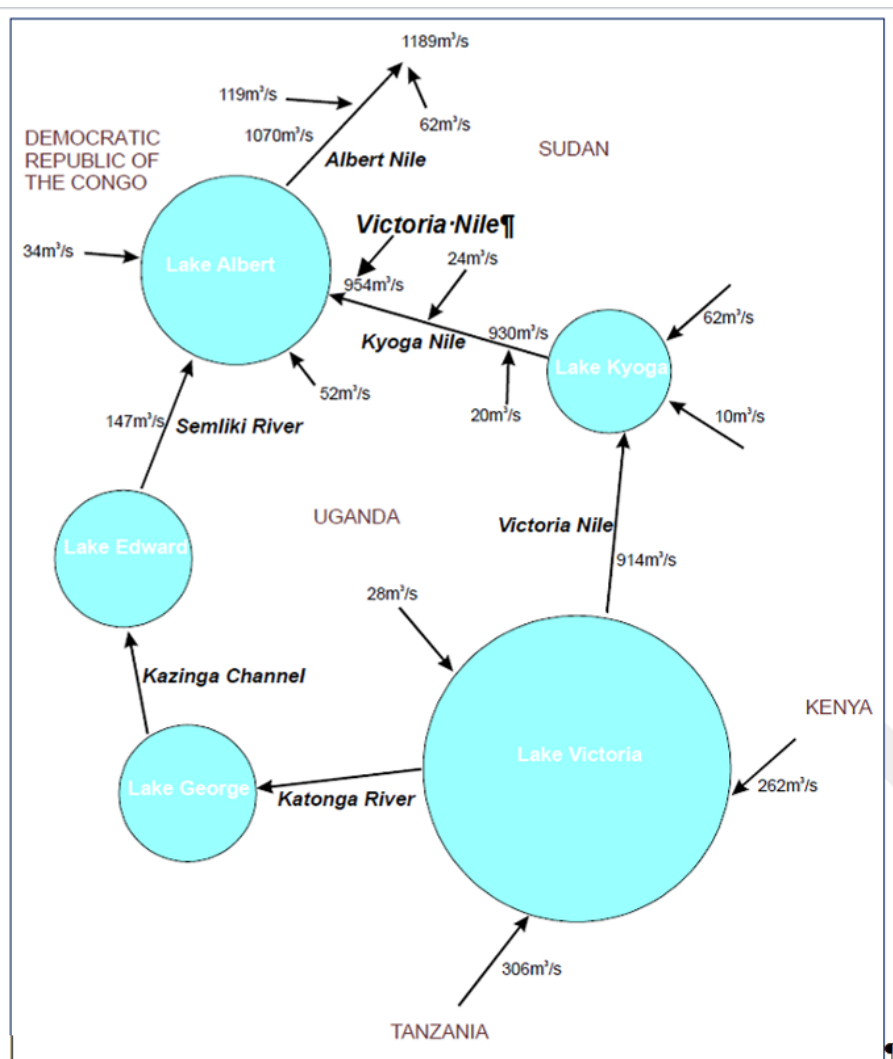 1189m³/s
119m³/s
62m³/s
1070m³/s
Albert Nile
DEMOCRATIC
REPUBLIC OF
THE CONGO
SUDAN
Victoria·Nile¶
34m³/s
Lake Albert
24m³/s
954m³/s
930m³/s
62m³/s
Kyoga Nile
Lake Kyoga
52m³/s
20m³/s
10m³/s
147m³/s
Semliki River
UGANDA
Victoria Nile
Lake Edward
914m³/s
28m³/s
Kazinga Channel
KENYA
Lake Victoria
Lake George
262m³/s
Katonga River
306m³/s
TANZANIA